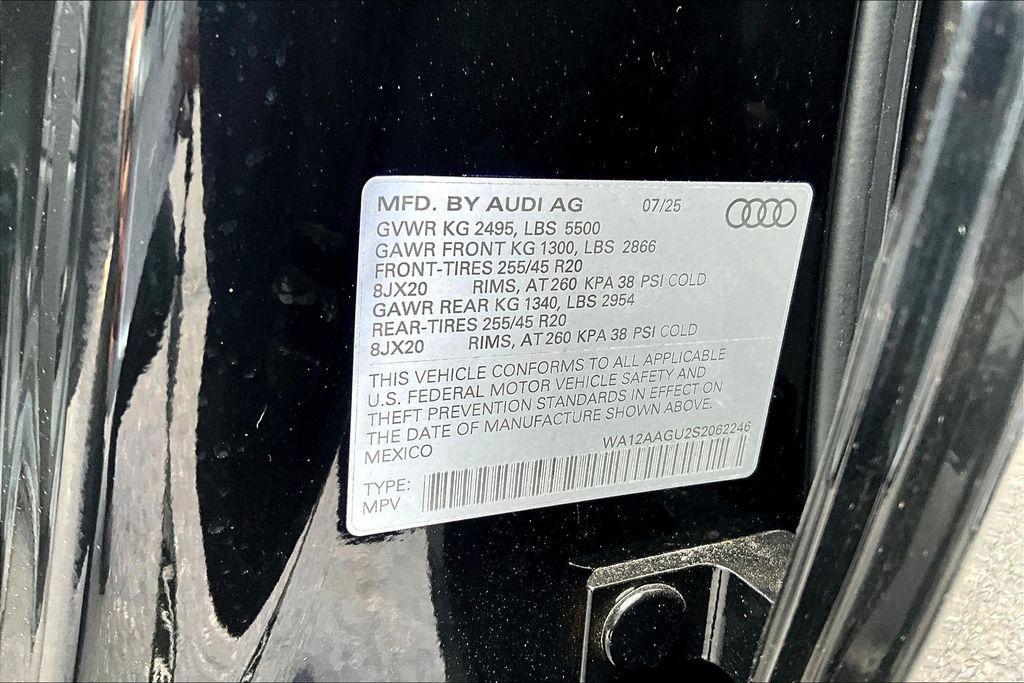 MFD. BY AUDI AG 07/25
GVWR KG 2495, LBS 5500
GAWR FRONT KG 1300, LBS 2866
FRONT-TIRES 255/45 R20
8JX20 RIMS, AT 260 KPA 38 PSI COLD
GAWR REAR KG 1340, LBS 2954
REAR-TIRES 255/45 R20
8JX20 RIMS, AT 260 KPA 38 PSI COLD
THIS VEHICLE CONFORMS TO ALL APPLICABLE
U.S. FEDERAL MOTOR VEHICLE SAFETY AND
THEFT PREVENTION STANDARDS IN EFFECT ON
THE DATE OF MANUFACTURE SHOWN ABOVE.
MEXICO WA12AAGU2S2062246
TYPE:
MPV